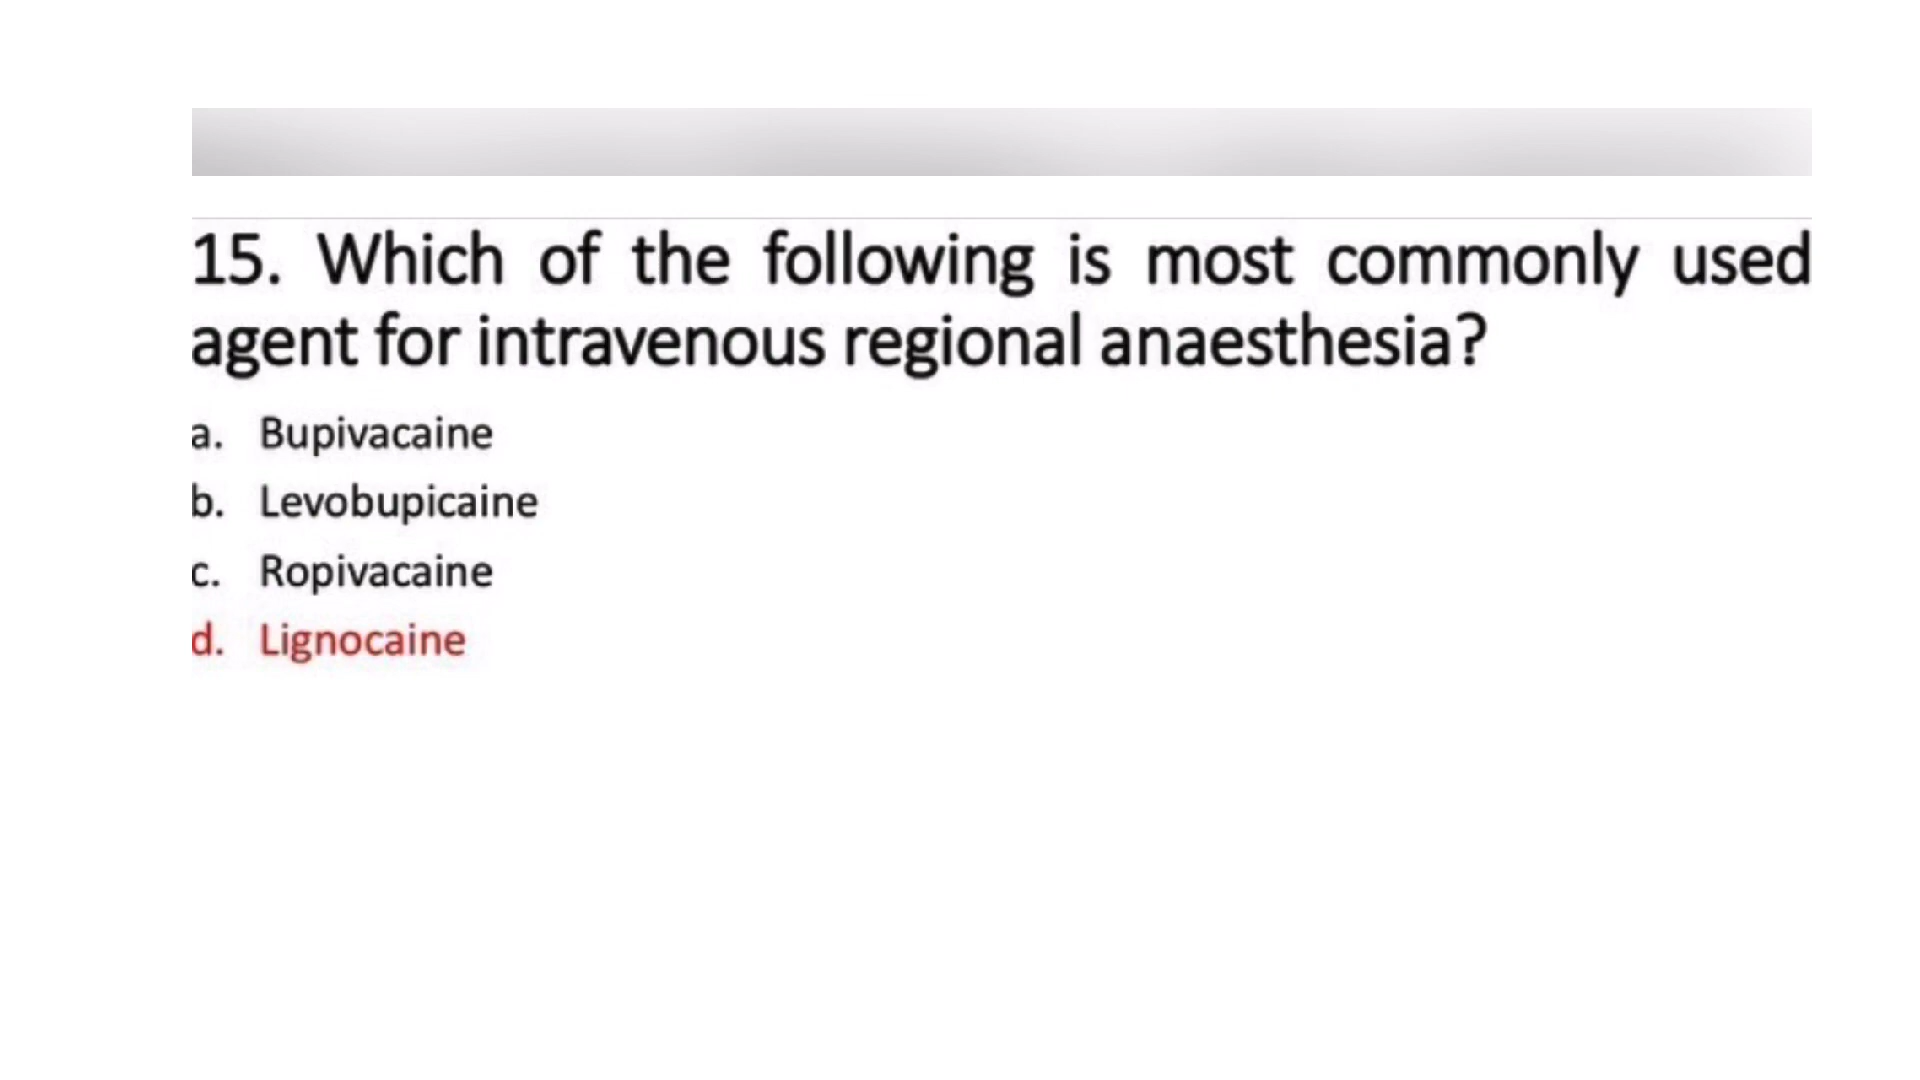 15. Which of the following is most commonly used
agent for intravenous regional anaesthesia?
a. Bupivacaine
b. Levobupicaine
c. Ropivacaine
d. Lignocaine